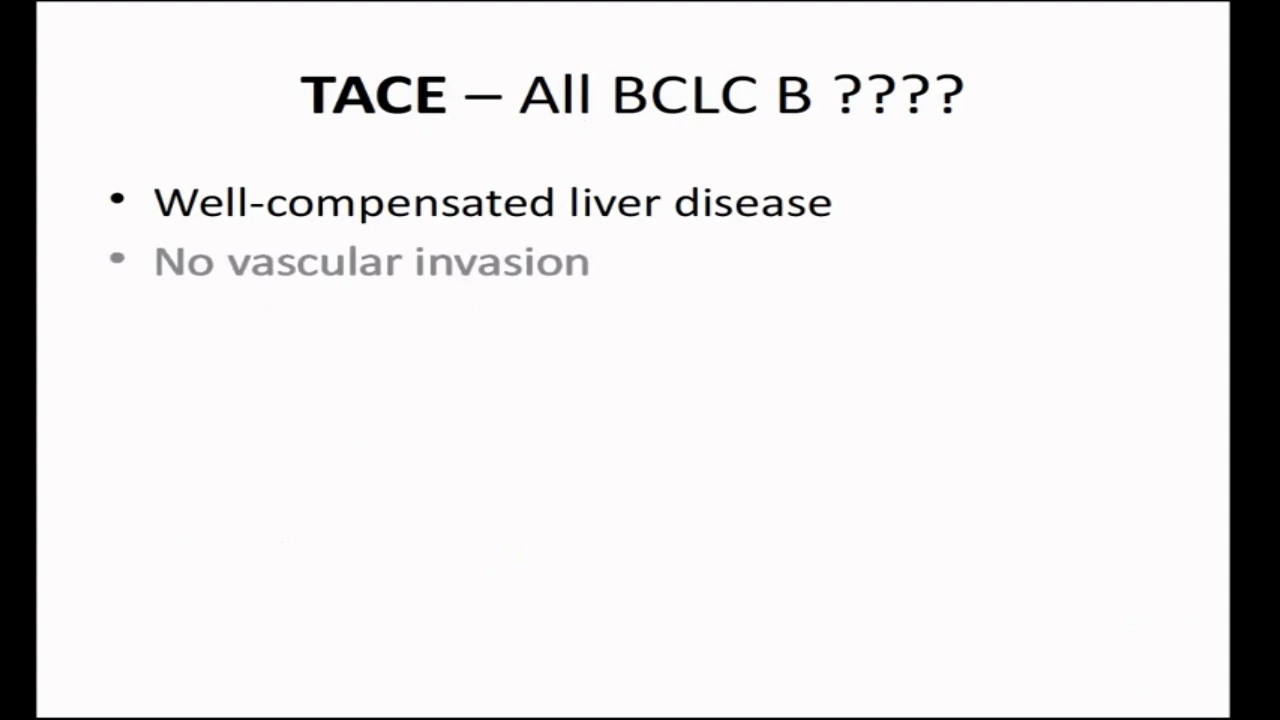 TACE – All BCLC B ????
• Well-compensated liver disease
• No vascular invasion